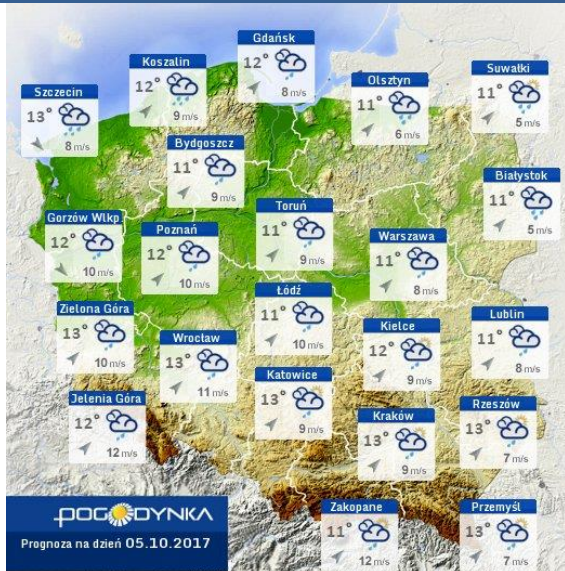 Gdańsk
12° 8 m/s
Koszalin
12° 9 m/s
Suwałki
11° 5 m/s
Olsztyn
11° 6 m/s
Szczecin
13° 8 m/s
Bydgoszcz
11° 9 m/s
Białystok
11° 5 m/s
Toruń
11° 9 m/s
Gorzów Wlkp
12° 10 m/s
Poznań
12° 10 m/s
Warszawa
11° 8 m/s
Łódź
11° 10 m/s
Zielona Góra
13° 10 m/s
Lublin
11° 8 m/s
Kielce
12° 9 m/s
Wrocław
13° 11 m/s
Katowice
13° 9 m/s
Jelenia Góra
12° 12 m/s
Rzeszów
13° 7 m/s
Kraków
13° 9 m/s
Zakopane
11° 12 m/s
Przemyśl
13° 7 m/s
POGODYNKA
Prognoza na dzień 05.10.2017